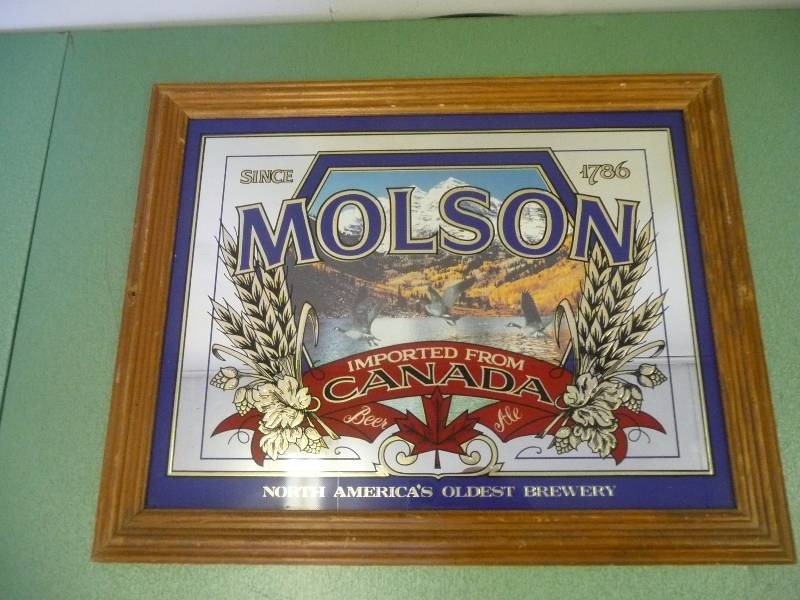 SINCE 1786
MOLSON
IMPORTED FROM
CANADA
Beer Ale
NORTH AMERICA'S OLDEST BREWERY